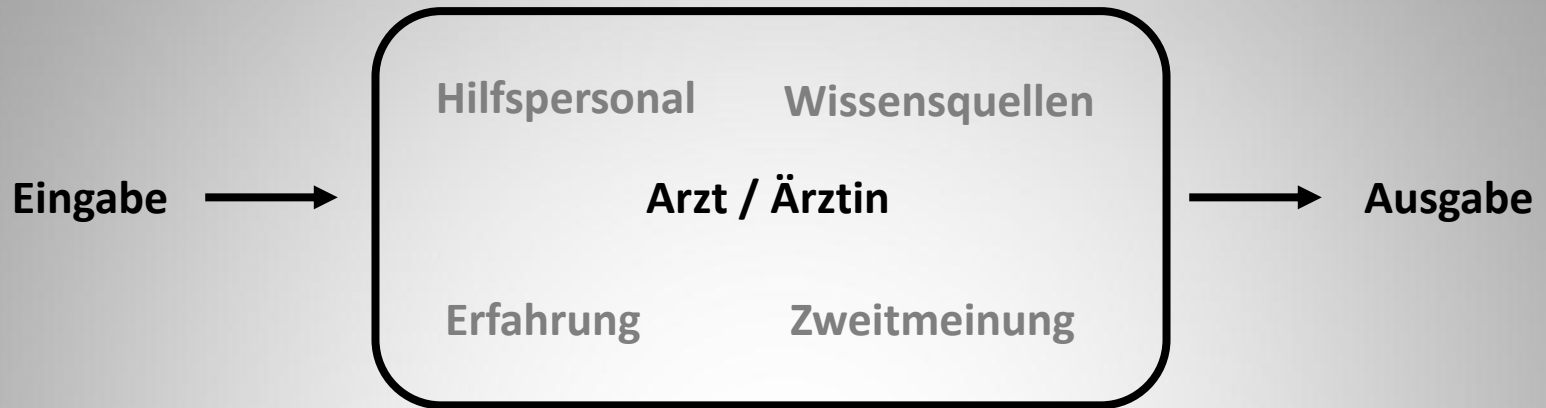 Hilfspersonal Wissensquellen
Eingabe Arzt / Ärztin Ausgabe
Erfahrung Zweitmeinung